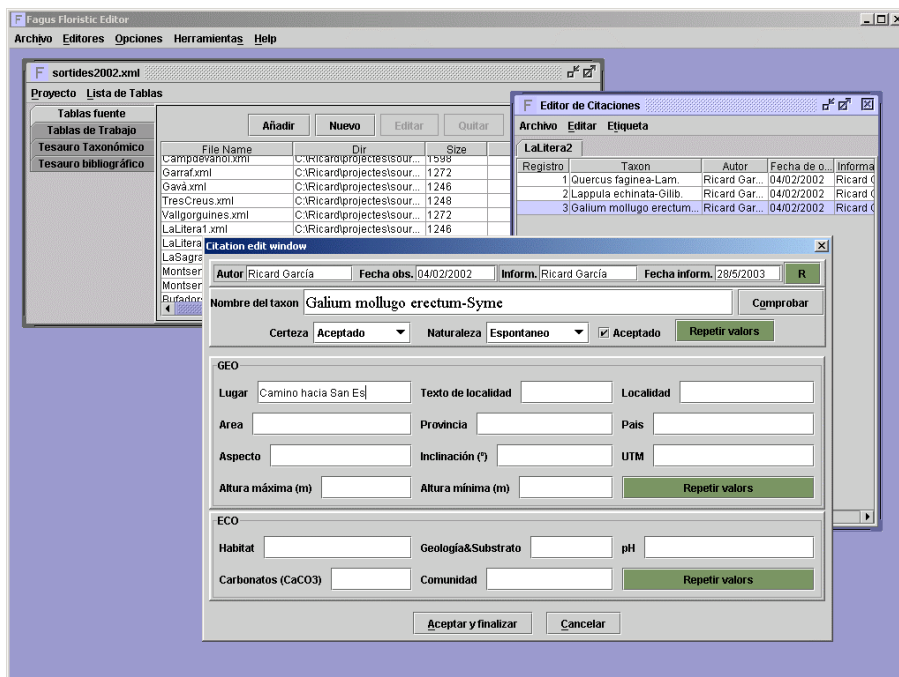 Fagus Floristic Editor
Archivo Editores Opciones Herramientas Help
sortides2002.xml
Proyecto Lista de Tablas
Tablas fuente
Tablas de Trabajo
Tesauro Taxonómico
Tesauro bibliográfico
Añadir Nuevo Editar Quitar
File Name Dir Size
Campdevanol.xml C:\Ricard\projectes\sour... 1598
Garraf.xml C:\Ricard\projectes\sour... 1272
Gavà.xml C:\Ricard\projectes\sour... 1246
TresCreus.xml C:\Ricard\projectes\sour... 1248
Vallgorguines.xml C:\Ricard\projectes\sour... 1272
LaLitera1.xml C:\Ricard\projectes\sour... 1246
LaLitera
LaSagra
Montser
Montser
Bufador
Editor de Citaciones
Archivo Editar Etiqueta
LaLitera2
Registro Taxon Autor Fecha de o... Informa
1 Quercus faginea-Lam. Ricard Gar... 04/02/2002 Ricard G
2 Lappula echinata-Gilib. Ricard Gar... 04/02/2002 Ricard G
3 Galium mollugo erectum... Ricard Gar... 04/02/2002 Ricard G
Citation edit window
Autor Ricard García Fecha obs. 04/02/2002 Inform. Ricard García Fecha inform. 28/5/2003 R
Nombre del taxon Galium mollugo erectum-Syme Comprobar
Certeza Aceptado Naturaleza Espontaneo Aceptado Repetir valors
GEO
Lugar Camino hacia San Es Texto de localidad Localidad
Area Provincia Pais
Aspecto Inclinación (º) UTM
Altura máxima (m) Altura mínima (m) Repetir valors
ECO
Habitat Geología&Substrato pH
Carbonatos (CaCO3) Comunidad Repetir valors
Aceptar y finalizar Cancelar